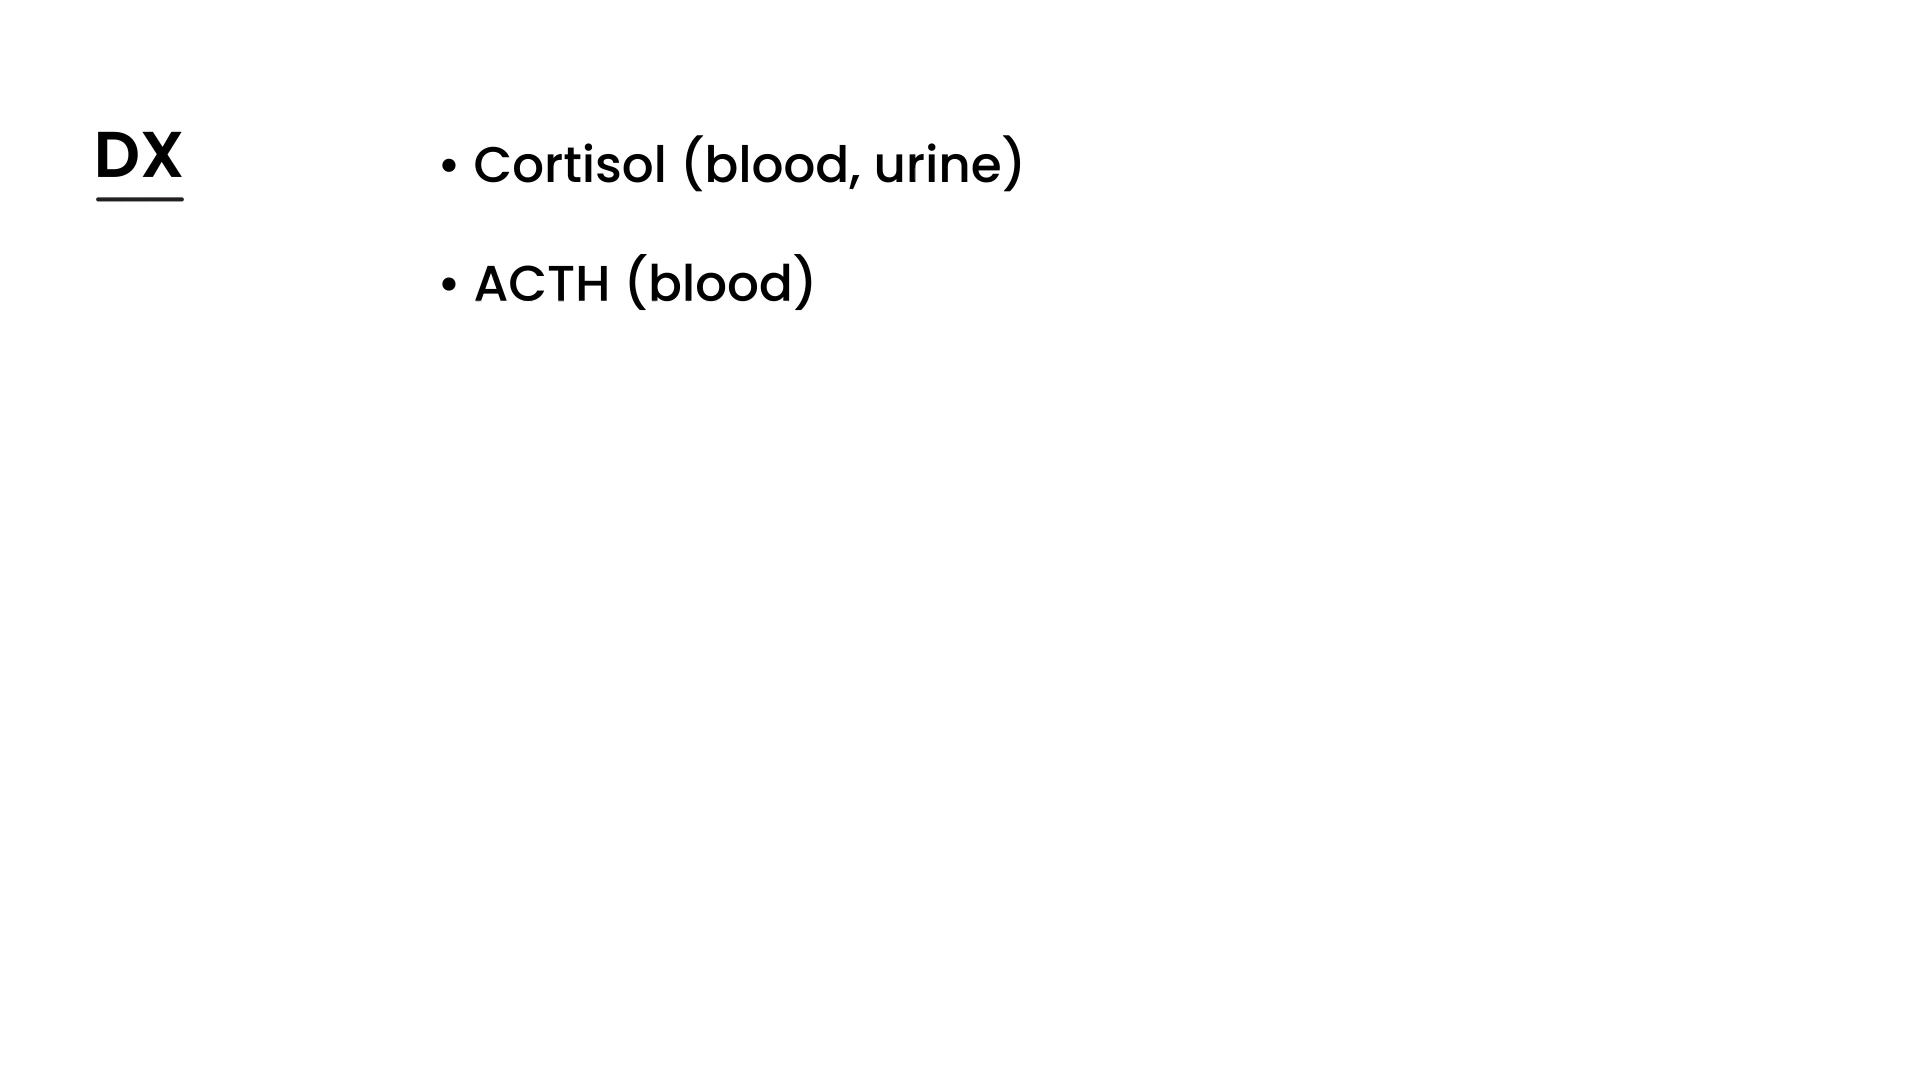 DX
• Cortisol (blood, urine)
• ACTH (blood)